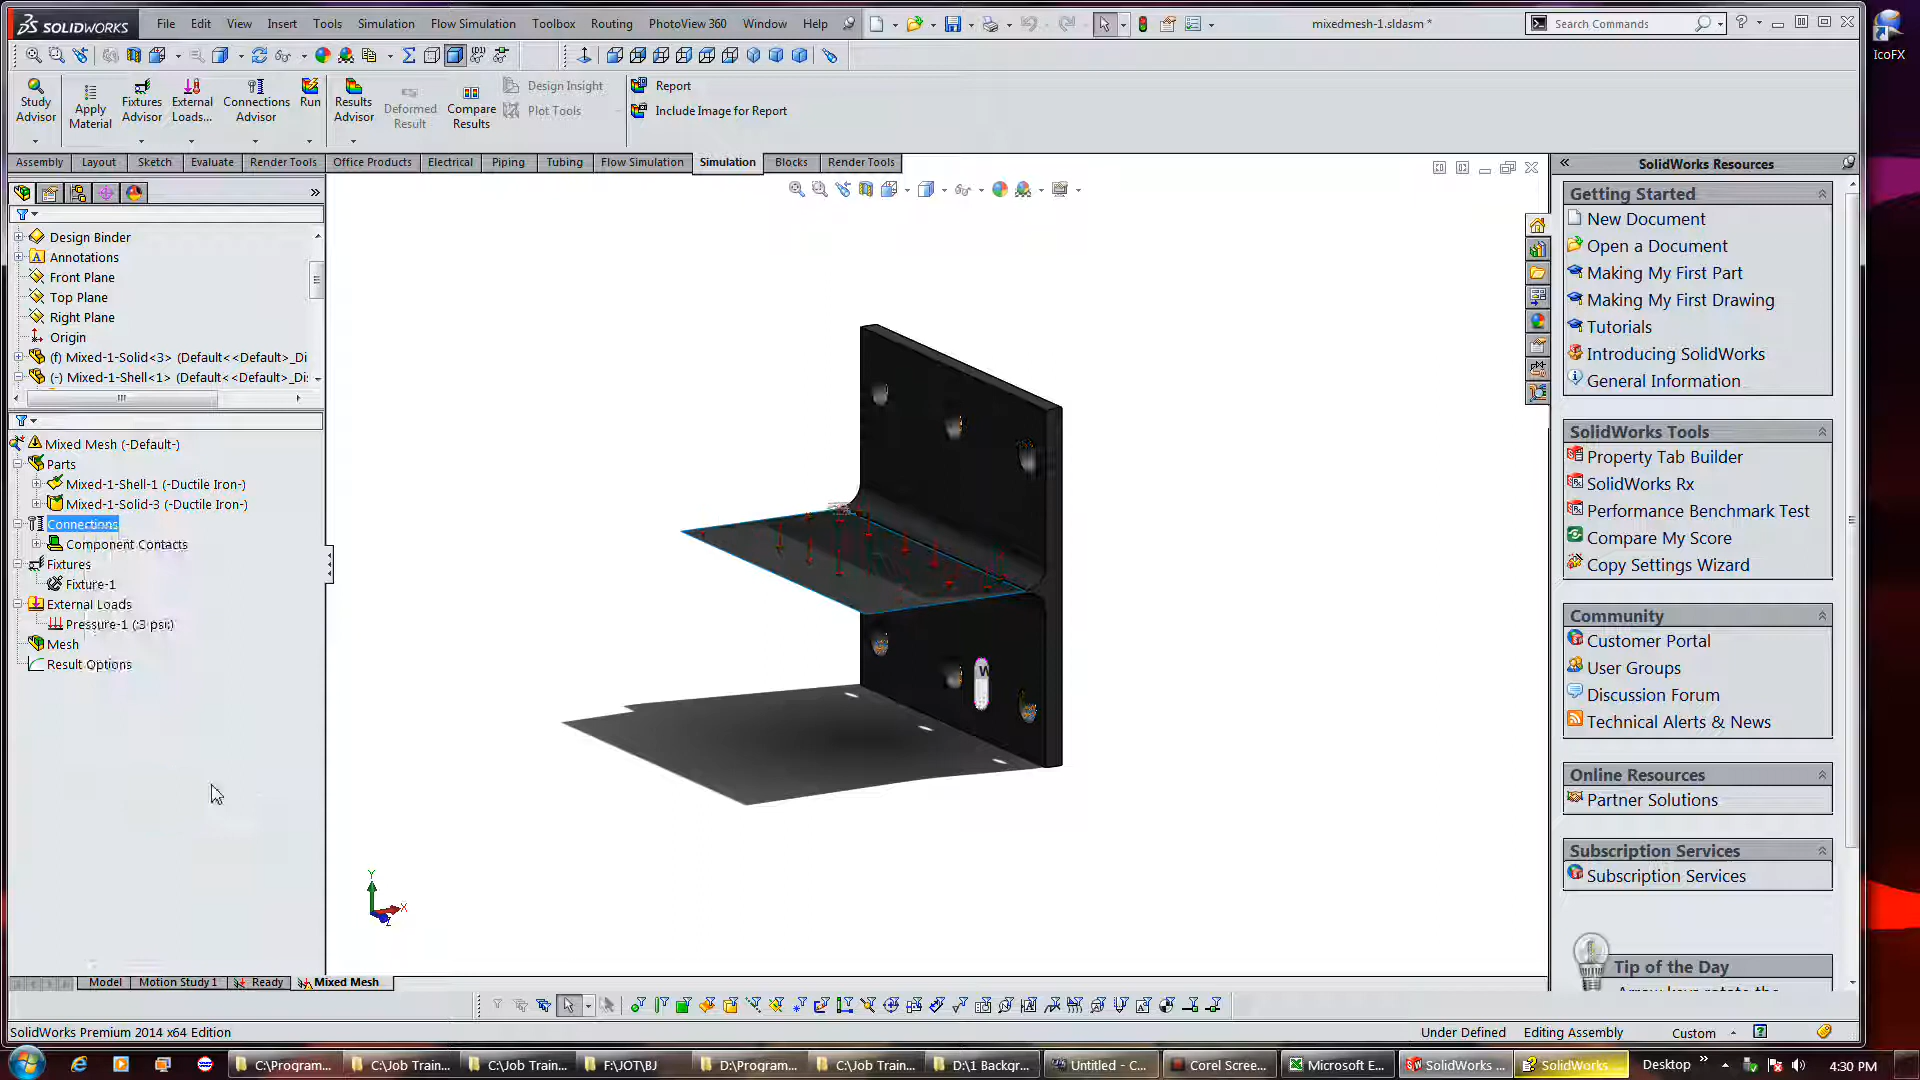 SOLIDWORKS File Edit View Insert Tools Simulation Flow Simulation Toolbox Routing PhotoView 360 Window Help mixedmesh-1.sldasm * Search Commands
IcoFX
Study Advisor
Apply Material
Fixtures Advisor
External Loads...
Connections Advisor
Run
Results Advisor
Deformed Result
Compare Results
Design Insight
Plot Tools
Report
Include Image for Report
Assembly Layout Sketch Evaluate Render Tools Office Products Electrical Piping Tubing Flow Simulation Simulation Blocks Render Tools
Design Binder
Annotations
Front Plane
Top Plane
Right Plane
Origin
(f) Mixed-1-Solid<3> (Default<<Default>_Di
(-) Mixed-1-Shell<1> (Default<<Default>_Di
Mixed Mesh (-Default-)
Parts
Mixed-1-Shell-1 (-Ductile Iron-)
Mixed-1-Solid-3 (-Ductile Iron-)
Connections
Component Contacts
Fixtures
Fixture-1
External Loads
Pressure-1 (:3 psi:)
Mesh
Result Options
W
Y
X
Z
SolidWorks Resources
Getting Started
New Document
Open a Document
Making My First Part
Making My First Drawing
Tutorials
Introducing SolidWorks
General Information
SolidWorks Tools
Property Tab Builder
SolidWorks Rx
Performance Benchmark Test
Compare My Score
Copy Settings Wizard
Community
Customer Portal
User Groups
Discussion Forum
Technical Alerts & News
Online Resources
Partner Solutions
Subscription Services
Subscription Services
Tip of the Day
Model Motion Study 1 Ready Mixed Mesh
SolidWorks Premium 2014 x64 Edition Under Defined Editing Assembly Custom
C:\Program... C:\Job Train... C:\Job Train... F:\JOT\BJ D:\Program... C:\Job Train... D:\1 Backgr... Untitled - C... Corel Scree... Microsoft E... SolidWorks ... SolidWorks ... Desktop 4:30 PM